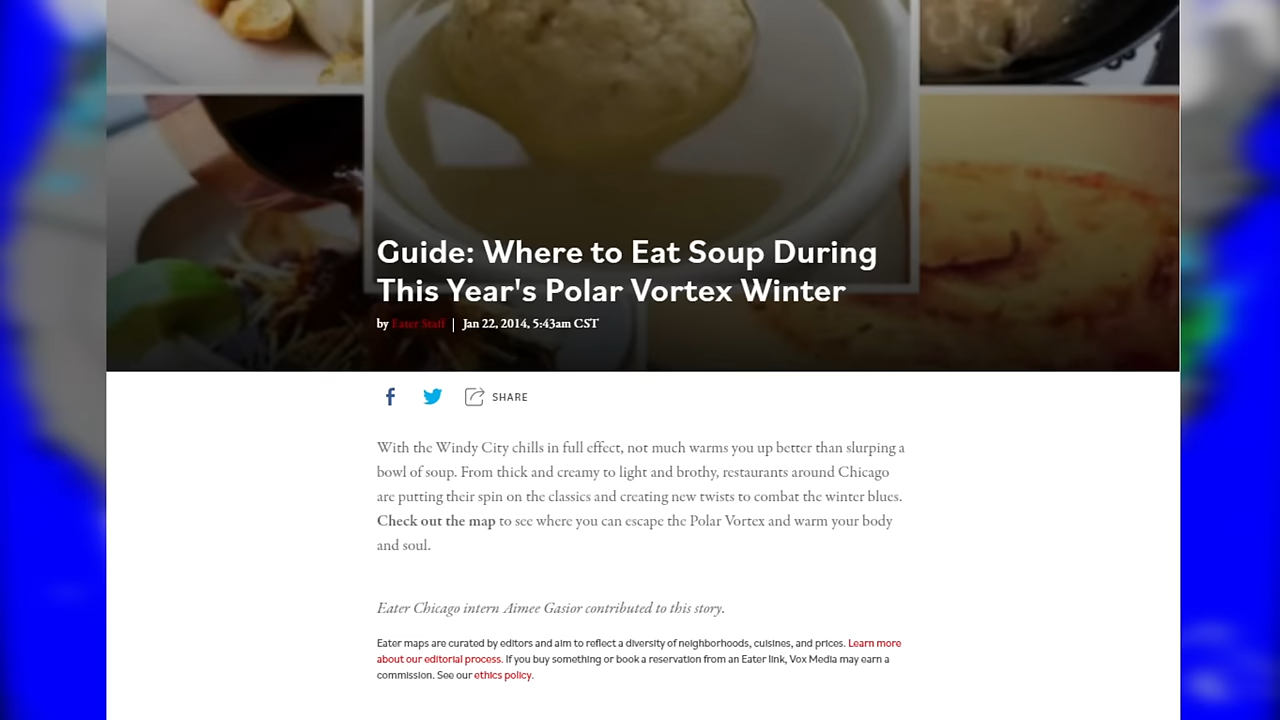 Guide: Where to Eat Soup During
This Year's Polar Vortex Winter
by Eater Staff | Jan 22, 2014, 5:43am CST
SHARE
With the Windy City chills in full effect, not much warms you up better than slurping a
bowl of soup. From thick and creamy to light and brothy, restaurants around Chicago
are putting their spin on the classics and creating new twists to combat the winter blues.
Check out the map to see where you can escape the Polar Vortex and warm your body
and soul.
Eater Chicago intern Aimee Gasior contributed to this story.
Eater maps are curated by editors and aim to reflect a diversity of neighborhoods, cuisines, and prices. Learn more
about our editorial process. If you buy something or book a reservation from an Eater link, Vox Media may earn a
commission. See our ethics policy.